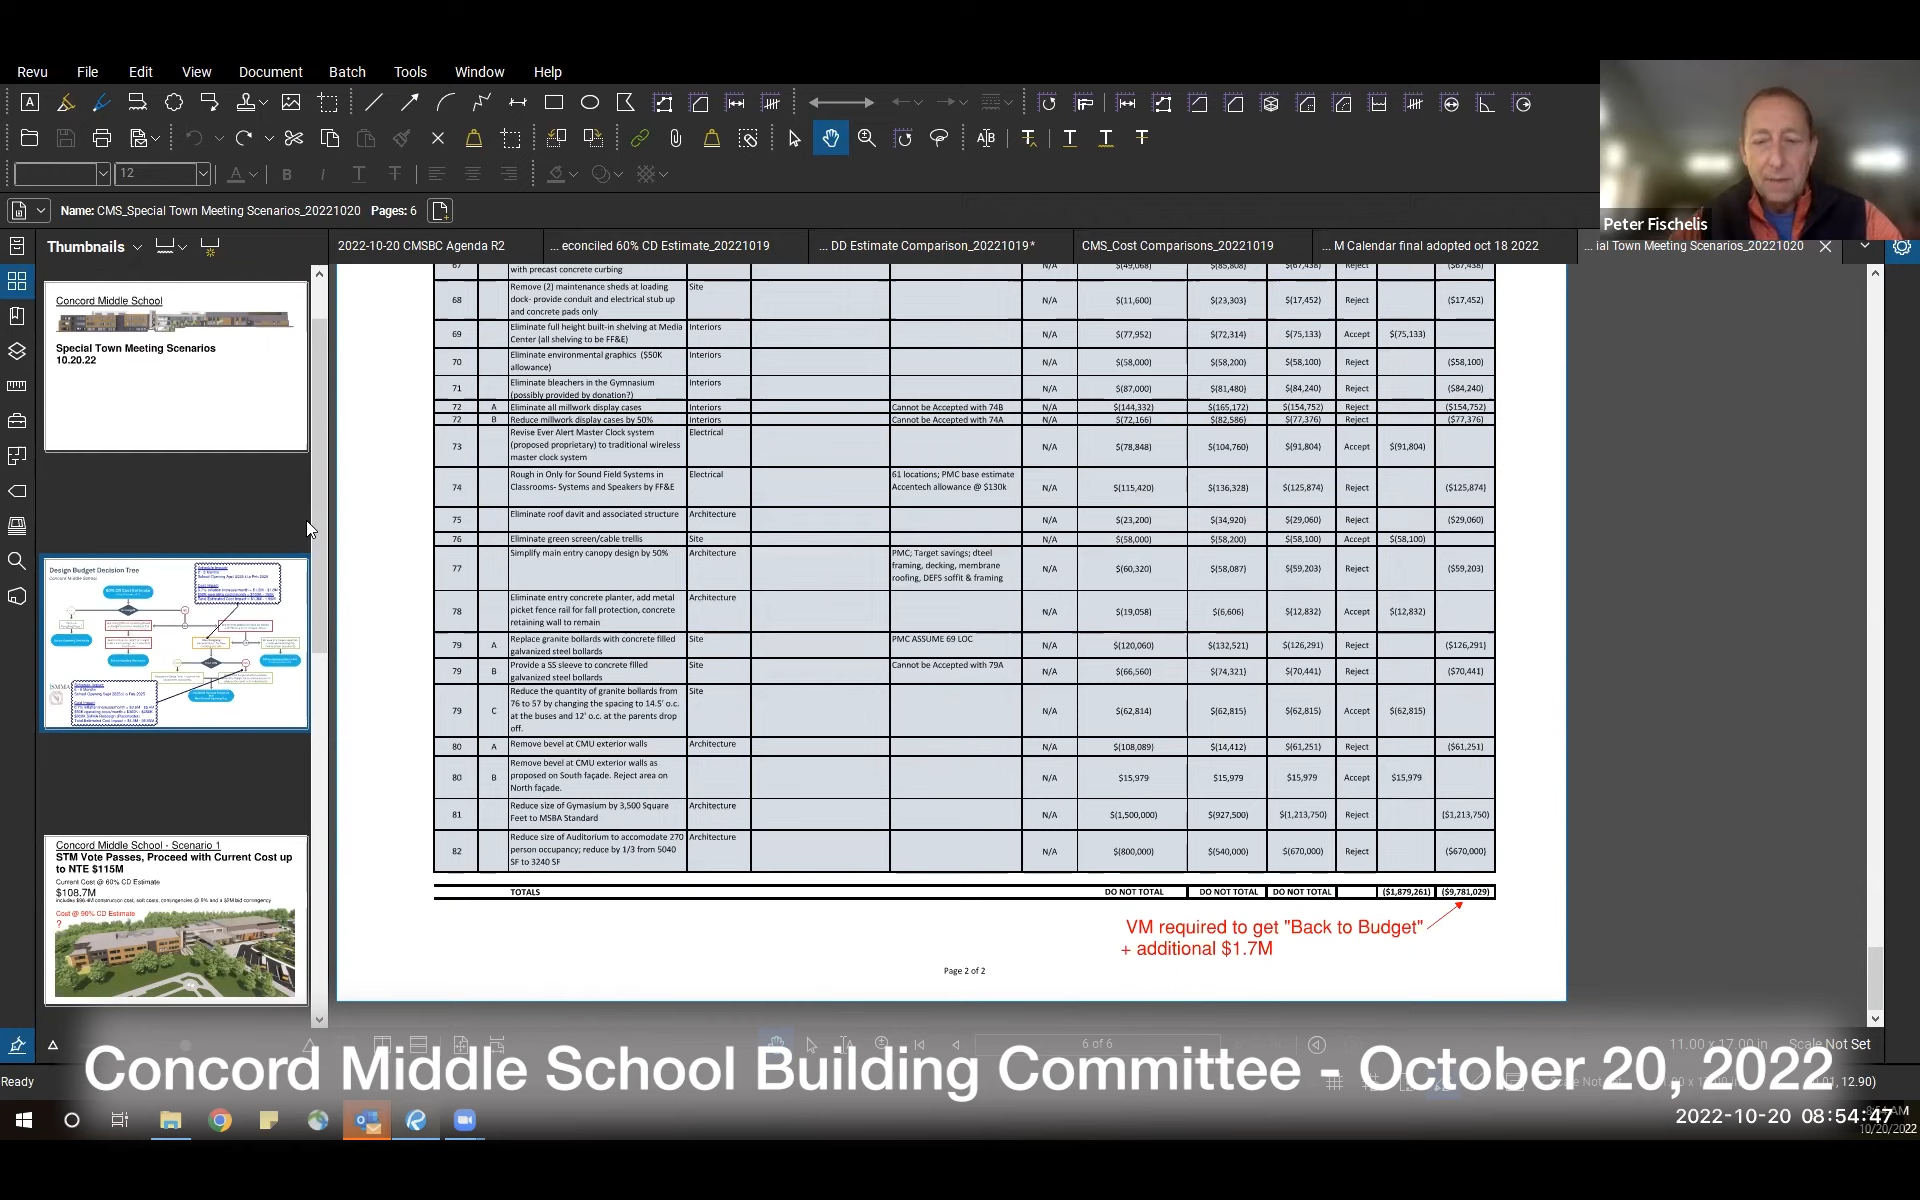 Revu File Edit View Document Batch Tools Window Help
12
Name: CMS_Special Town Meeting Scenarios_20221020 Pages: 6
Peter Fischelis
Thumbnails
2022-10-20 CMSBC Agenda R2
... econciled 60% CD Estimate_20221019
... DD Estimate Comparison_20221019*
CMS_Cost Comparisons_20221019
... M Calendar final adopted oct 18 2022
... ial Town Meeting Scenarios_20221020
Concord Middle School
Special Town Meeting Scenarios
10.20.22
Design Budget Decision Tree
Concord Middle School
Concord Middle School - Scenario 1
STM Vote Passes, Proceed with Current Cost up
to NTE $115M
Current Cost @ 60% CD Estimate
$108.7M
Cost @ 90% CD Estimate
?
67 with precast concrete curbing N/A $(49,068) $(85,808) $(67,438) Reject ($67,438)
68 Remove (2) maintenance sheds at loading Site N/A $(11,600) $(23,303) $(17,452) Reject ($17,452)
dock- provide conduit and electrical stub up
and concrete pads only
69 Eliminate full height built-in shelving at Media Interiors N/A $(77,952) $(72,314) $(75,133) Accept $(75,133)
Center (all shelving to be FF&E)
70 Eliminate environmental graphics ($50K Interiors N/A $(58,000) $(58,200) $(58,100) Reject ($58,100)
allowance)
71 Eliminate bleachers in the Gymnasium Interiors N/A $(87,000) $(81,480) $(84,240) Reject ($84,240)
(possibly provided by donation?)
72 A Eliminate all millwork display cases Interiors Cannot be Accepted with 74B N/A $(144,332) $(165,172) $(154,752) Reject ($154,752)
72 B Reduce millwork display cases by 50% Interiors Cannot be Accepted with 74A N/A $(72,166) $(82,586) $(77,376) Reject ($77,376)
73 Revise Ever Alert Master Clock system Electrical N/A $(78,848) $(104,760) $(91,804) Accept $(91,804)
(proposed proprietary) to traditional wireless
master clock system
74 Rough in Only for Sound Field Systems in Electrical 61 locations; PMC base estimate N/A $(115,420) $(136,328) $(125,874) Reject ($125,874)
Classrooms- Systems and Speakers by FF&E Accentech allowance @ $130k
75 Eliminate roof davit and associated structure Architecture N/A $(23,200) $(34,920) $(29,060) Reject ($29,060)
76 Eliminate green screen/cable trellis Site N/A $(58,000) $(58,200) $(58,100) Accept $(58,100)
77 Simplify main entry canopy design by 50% Architecture PMC; Target savings; dteel N/A $(60,320) $(58,087) $(59,203) Reject ($59,203)
framing, decking, membrane
roofing, DEFS soffit & framing
78 Eliminate entry concrete planter, add metal Architecture N/A $(19,058) $(6,606) $(12,832) Accept $(12,832)
picket fence rail for fall protection, concrete
retaining wall to remain
79 A Replace granite bollards with concrete filled Site PMC ASSUME 69 LOC N/A $(120,060) $(132,521) $(126,291) Reject ($126,291)
galvanized steel bollards
79 B Provide a SS sleeve to concrete filled Site Cannot be Accepted with 79A N/A $(66,560) $(74,321) $(70,441) Reject ($70,441)
galvanized steel bollards
79 C Reduce the quantity of granite bollards from Site N/A $(62,814) $(62,815) $(62,815) Accept $(62,815)
76 to 57 by changing the spacing to 14.5' o.c.
at the buses and 12' o.c. at the parents drop
off.
80 A Remove bevel at CMU exterior walls Architecture N/A $(108,089) $(14,412) $(61,251) Reject ($61,251)
80 B Remove bevel at CMU exterior walls as N/A $15,979 $15,979 $15,979 Accept $15,979
proposed on South façade. Reject area on
North façade.
81 Reduce size of Gymasium by 3,500 Square Architecture N/A $(1,500,000) $(927,500) $(1,213,750) Reject ($1,213,750)
Feet to MSBA Standard
82 Reduce size of Auditorium to accomodate 270 Architecture N/A $(800,000) $(540,000) $(670,000) Reject ($670,000)
person occupancy; reduce by 1/3 from 5040
SF to 3240 SF
TOTALS DO NOT TOTAL DO NOT TOTAL DO NOT TOTAL ($1,879,261) ($9,781,029)
VM required to get "Back to Budget"
+ additional $1.7M
Page 2 of 2
6 of 6
11.00 x 17.00 in Scale Not Set
Concord Middle School Building Committee - October 20, 2022
Ready
2022-10-20 08:54:47
10/20/2022